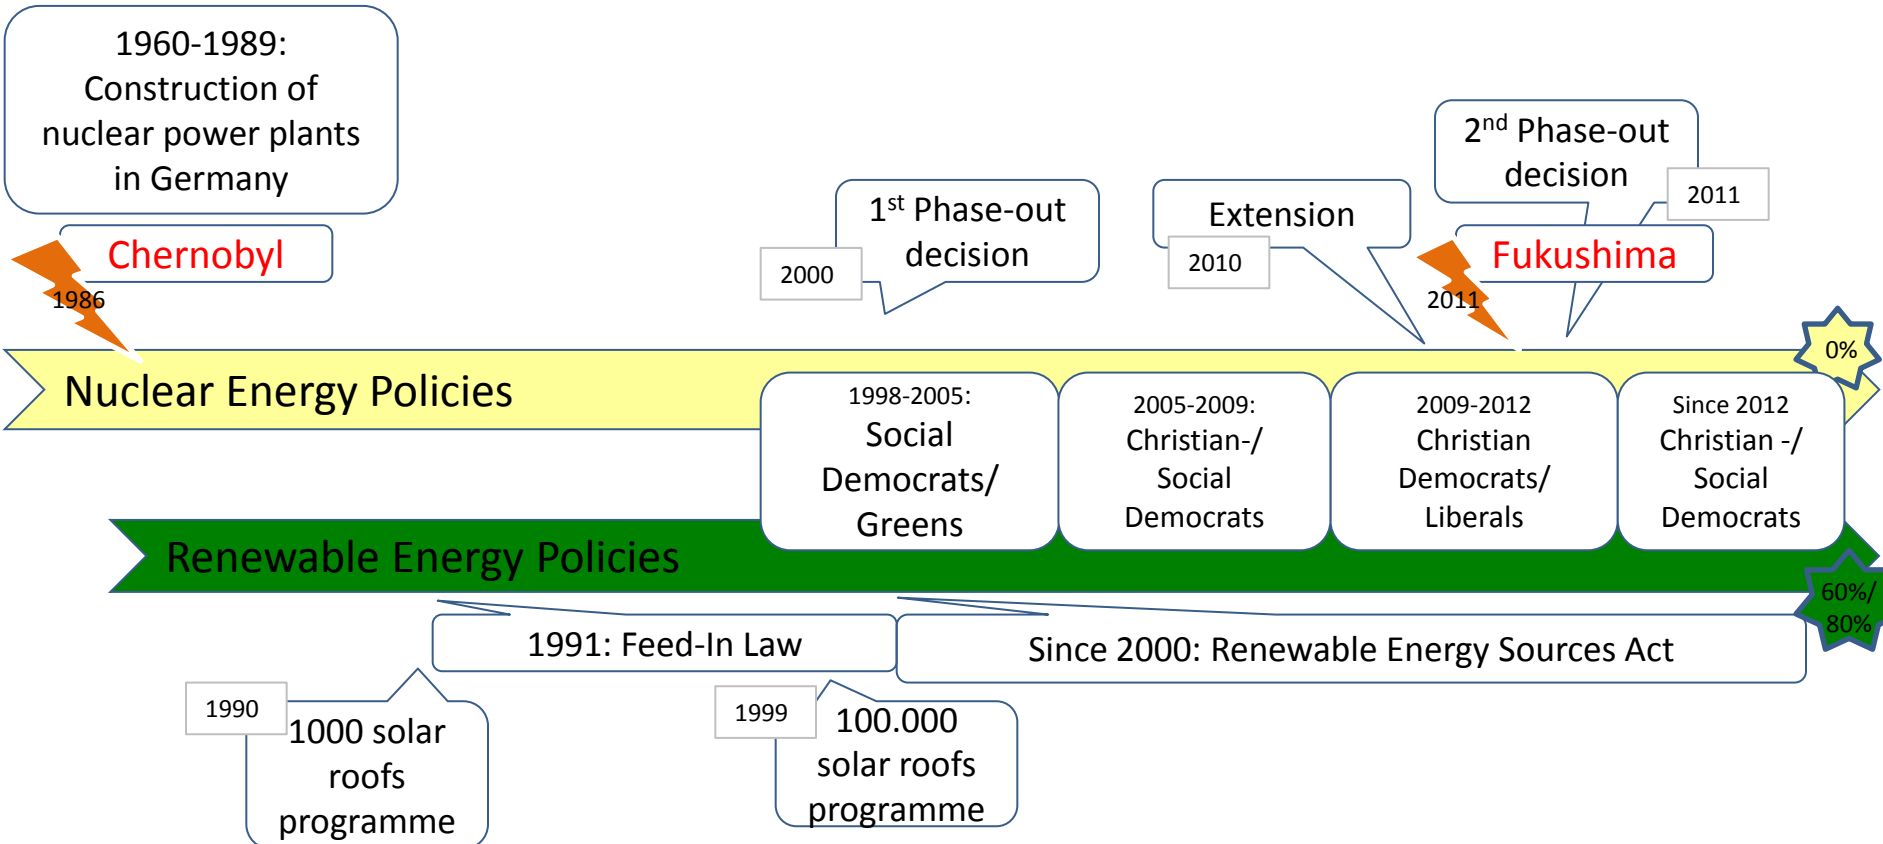 1960-1989:
Construction of
nuclear power plants
in Germany
Chernobyl
1986
1st Phase-out
decision
2000
Extension
2010
2nd Phase-out
decision
2011
Fukushima
2011
0%
Nuclear Energy Policies
1998-2005:
Social
Democrats/
Greens
2005-2009:
Christian-/
Social
Democrats
2009-2012
Christian
Democrats/
Liberals
Since 2012
Christian -/
Social
Democrats
Renewable Energy Policies
60%/
80%
1991: Feed-In Law
Since 2000: Renewable Energy Sources Act
1990
1000 solar
roofs
programme
1999
100.000
solar roofs
programme